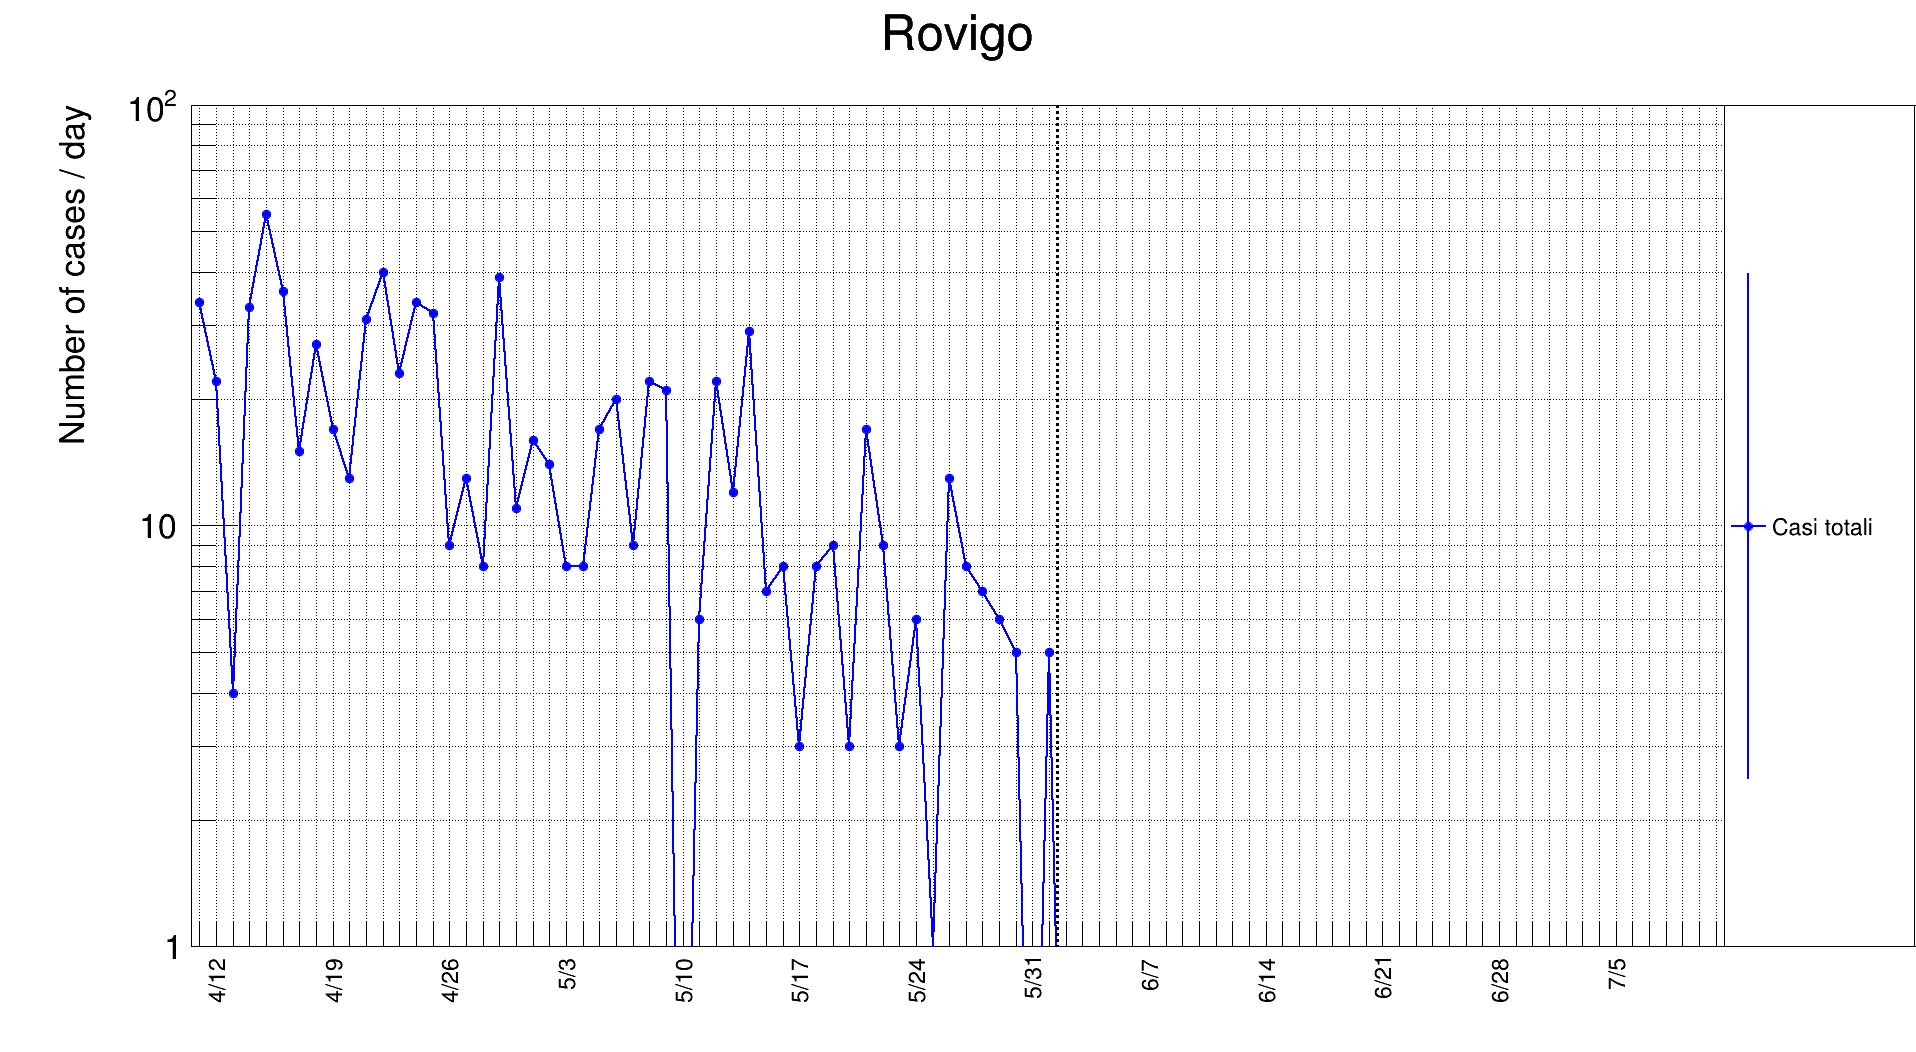 Rovigo
Number of cases / day
10²
10
1
4/12 4/19 4/26 5/3 5/10 5/17 5/24 5/31 6/7 6/14 6/21 6/28 7/5
Casi totali